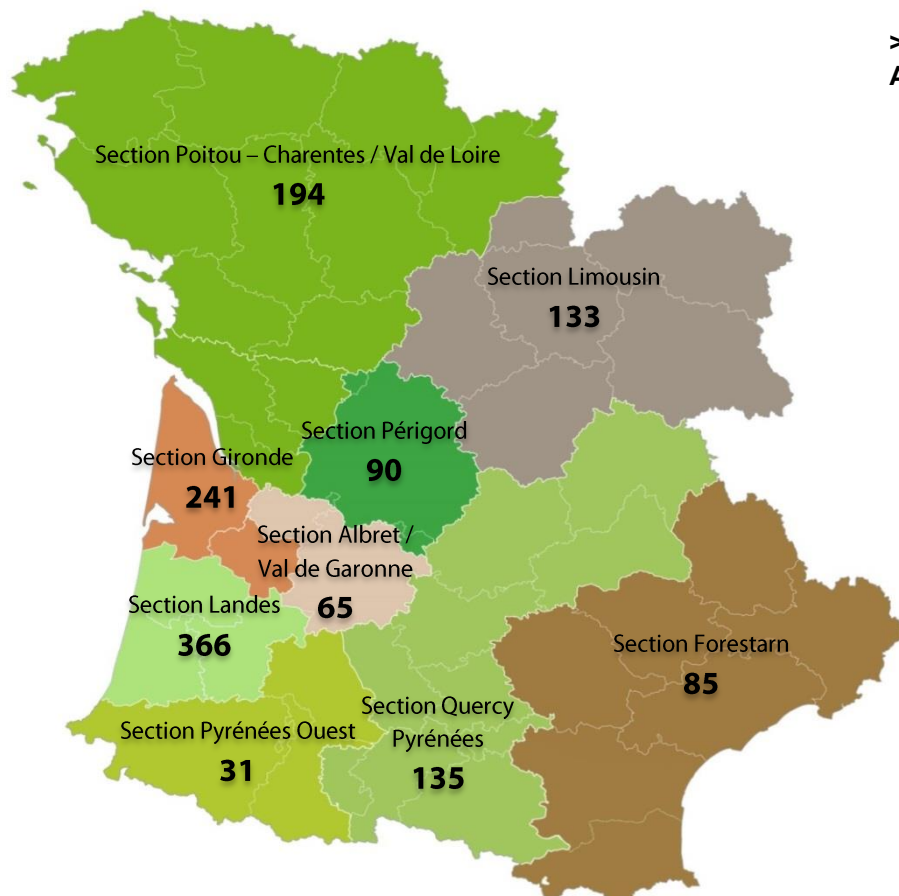 >
A
Section Poitou – Charentes / Val de Loire
194
Section Limousin
133
Section Périgord
90
Section Gironde
241
Section Albret /
Val de Garonne
65
Section Landes
366
Section Forestarn
85
Section Quercy
Pyrénées
135
Section Pyrénées Ouest
31